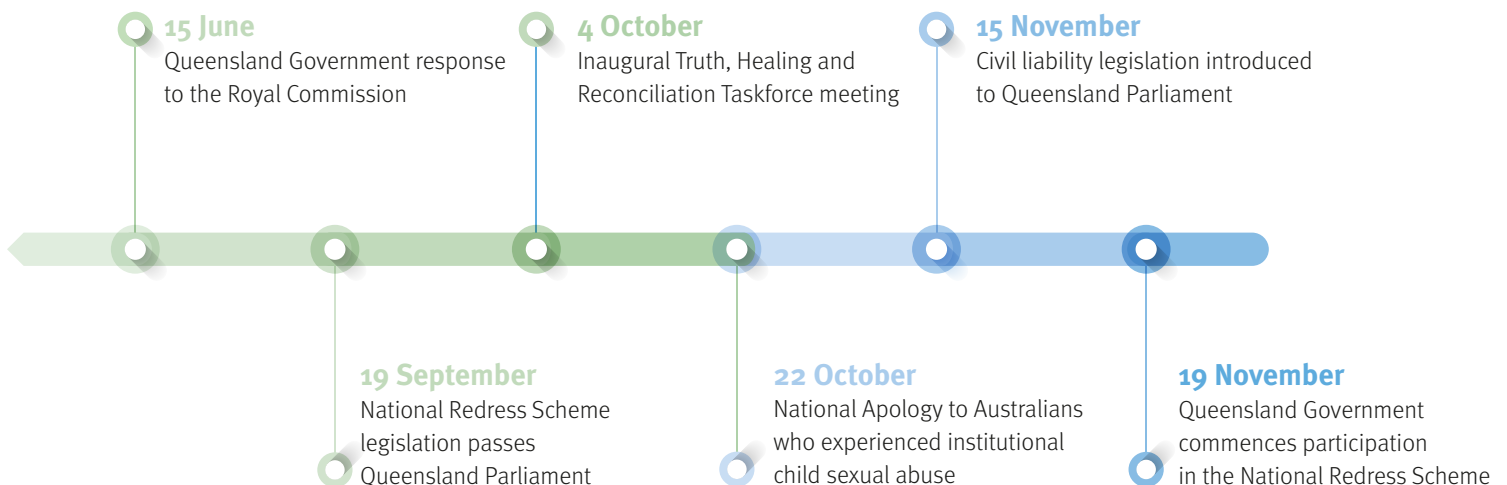 15 June
Queensland Government response
to the Royal Commission
4 October
Inaugural Truth, Healing and
Reconciliation Taskforce meeting
15 November
Civil liability legislation introduced
to Queensland Parliament
19 September
National Redress Scheme
legislation passes
Queensland Parliament
22 October
National Apology to Australians
who experienced institutional
child sexual abuse
19 November
Queensland Government
commences participation
in the National Redress Scheme